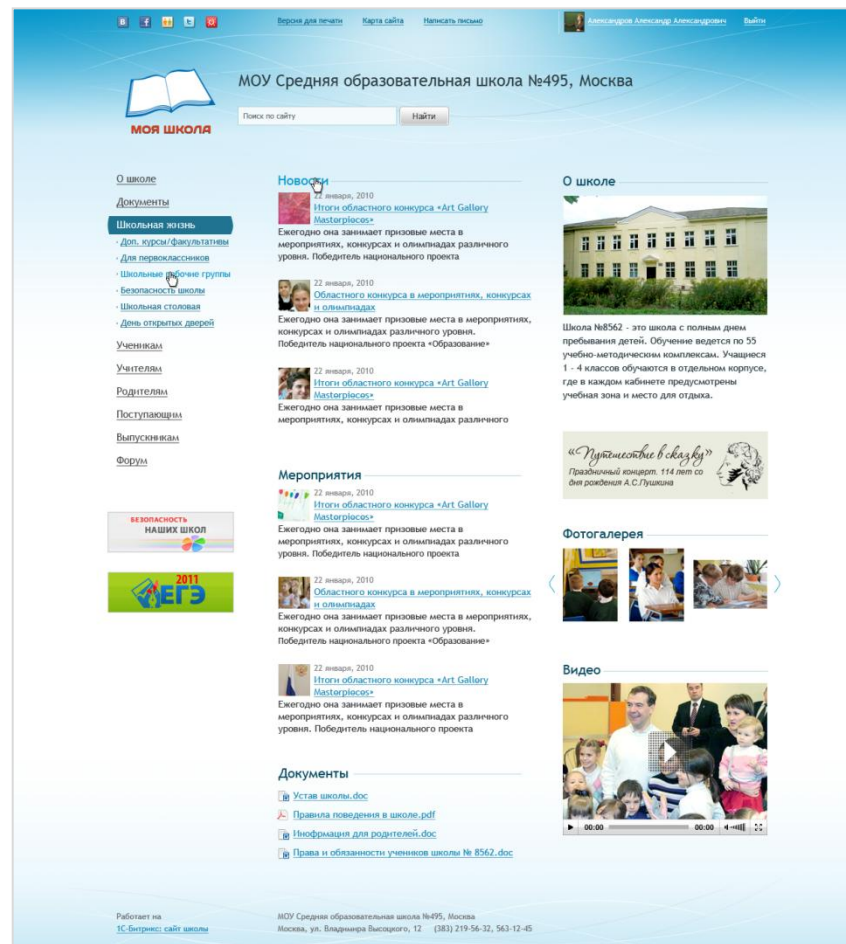 Версия для печати Карта сайта Написать письмо
Александров Александр Александрович Выйти
МОУ Средняя образовательная школа №495, Москва
Поиск по сайту Найти
МОЯ ШКОЛА
О школе
Документы
Школьная жизнь
Доп. курсы/факультативы
Для первоклассников
Школьные рабочие группы
Безопасность школы
Школьная столовая
День открытых дверей
Ученикам
Учителям
Родителям
Поступающим
Выпускникам
Форум
БЕЗОПАСНОСТЬ
НАШИХ ШКОЛ
2011
ЕГЭ
Новости
22 января, 2010
Итоги областного конкурса «Art Gallery
Masterpieces»
Ежегодно она занимает призовые места в
мероприятиях, конкурсах и олимпиадах различного
уровня. Победитель национального проекта
22 января, 2010
Областного конкурса в мероприятиях, конкурсах
и олимпиадах
Ежегодно она занимает призовые места в мероприятиях,
конкурсах и олимпиадах различного уровня.
Победитель национального проекта «Образование»
22 января, 2010
Итоги областного конкурса «Art Gallery
Masterpieces»
Ежегодно она занимает призовые места в
мероприятиях, конкурсах и олимпиадах различного
Мероприятия
22 января, 2010
Итоги областного конкурса «Art Gallery
Masterpieces»
Ежегодно она занимает призовые места в
мероприятиях, конкурсах и олимпиадах различного
уровня. Победитель национального проекта
22 января, 2010
Областного конкурса в мероприятиях, конкурсах
и олимпиадах
Ежегодно она занимает призовые места в мероприятиях,
конкурсах и олимпиадах различного уровня.
Победитель национального проекта «Образование»
22 января, 2010
Итоги областного конкурса «Art Gallery
Masterpieces»
Ежегодно она занимает призовые места в
мероприятиях, конкурсах и олимпиадах различного
уровня. Победитель национального проекта
Документы
Устав школы.doc
Правила поведения в школе.pdf
Инофрмация для родителей.doc
Права и обязанности учеников школы № 8562.doc
О школе
Школа №8562 - это школа с полным днем
пребывания детей. Обучение ведется по 55
учебно-методическим комплексам. Учащиеся
1 - 4 классов обучаются в отдельном корпусе,
где в каждом кабинете предусмотрены
учебная зона и место для отдыха.
«Путешествие в сказку»
Праздничный концерт. 114 лет со
дня рождения А.С.Пушкина
Фотогалерея
Видео
00:00 00:00
Работает на
1С-Битрикс: сайт школы
МОУ Средняя образовательная школа №495, Москва
Москва, ул. Владимира Высоцкого, 12 (383) 219-56-32, 563-12-45